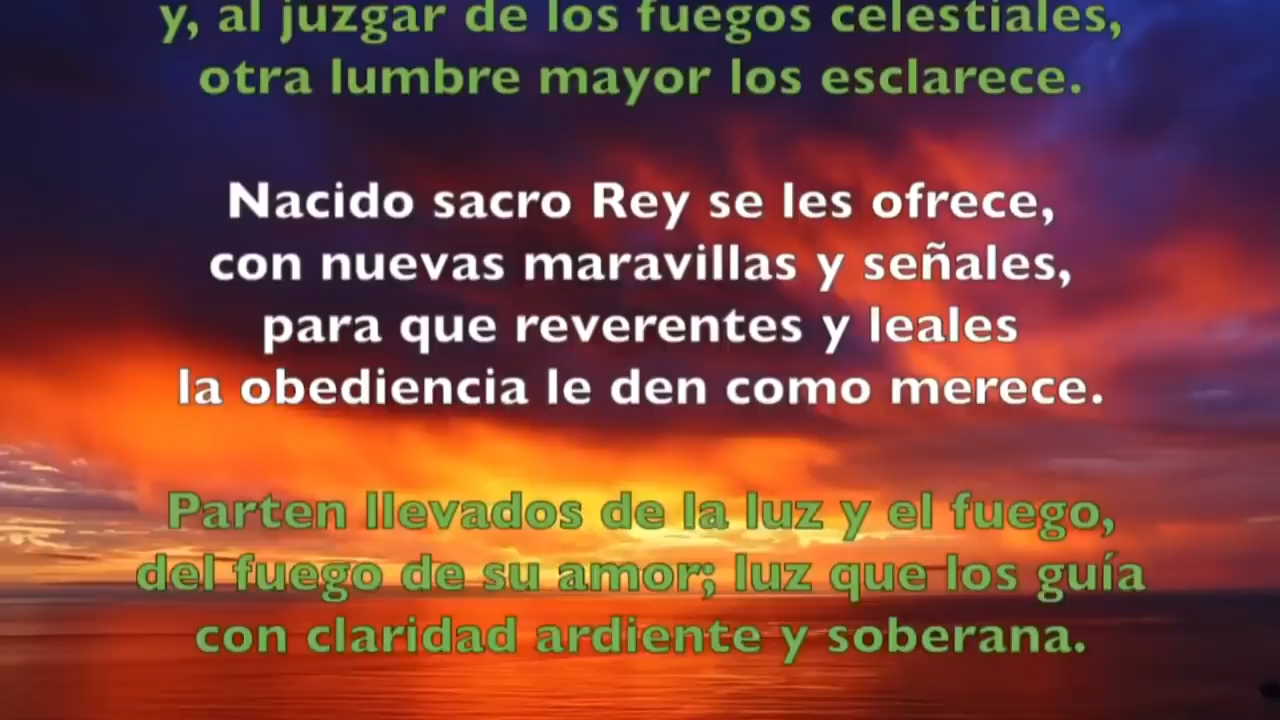 y, al juzgar de los fuegos celestiales,
otra lumbre mayor los esclarece.
Nacido sacro Rey se les ofrece,
con nuevas maravillas y señales,
para que reverentes y leales
la obediencia le den como merece.
Parten llevados de la luz y el fuego,
del fuego de su amor; luz que los guía
con claridad ardiente y soberana.